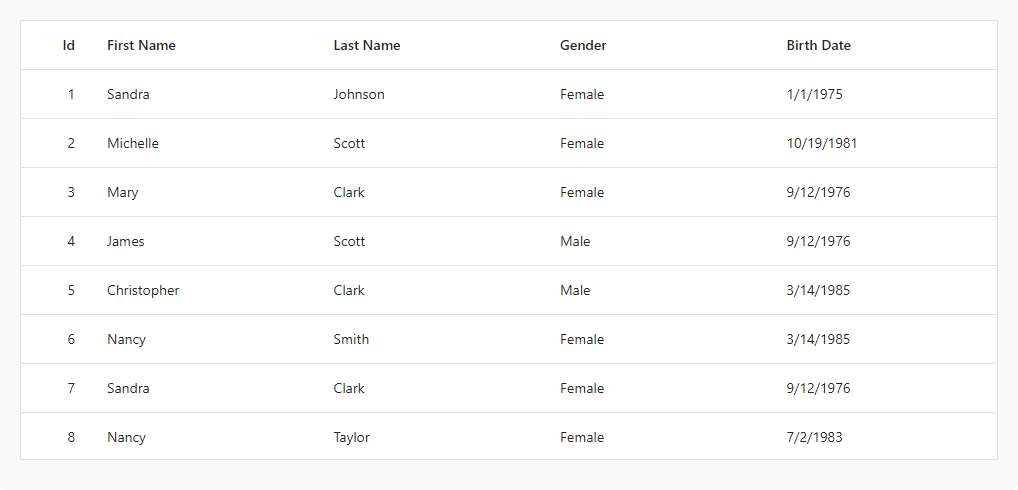 Id First Name Last Name Gender Birth Date
1 Sandra Johnson Female 1/1/1975
2 Michelle Scott Female 10/19/1981
3 Mary Clark Female 9/12/1976
4 James Scott Male 9/12/1976
5 Christopher Clark Male 3/14/1985
6 Nancy Smith Female 3/14/1985
7 Sandra Clark Female 9/12/1976
8 Nancy Taylor Female 7/2/1983